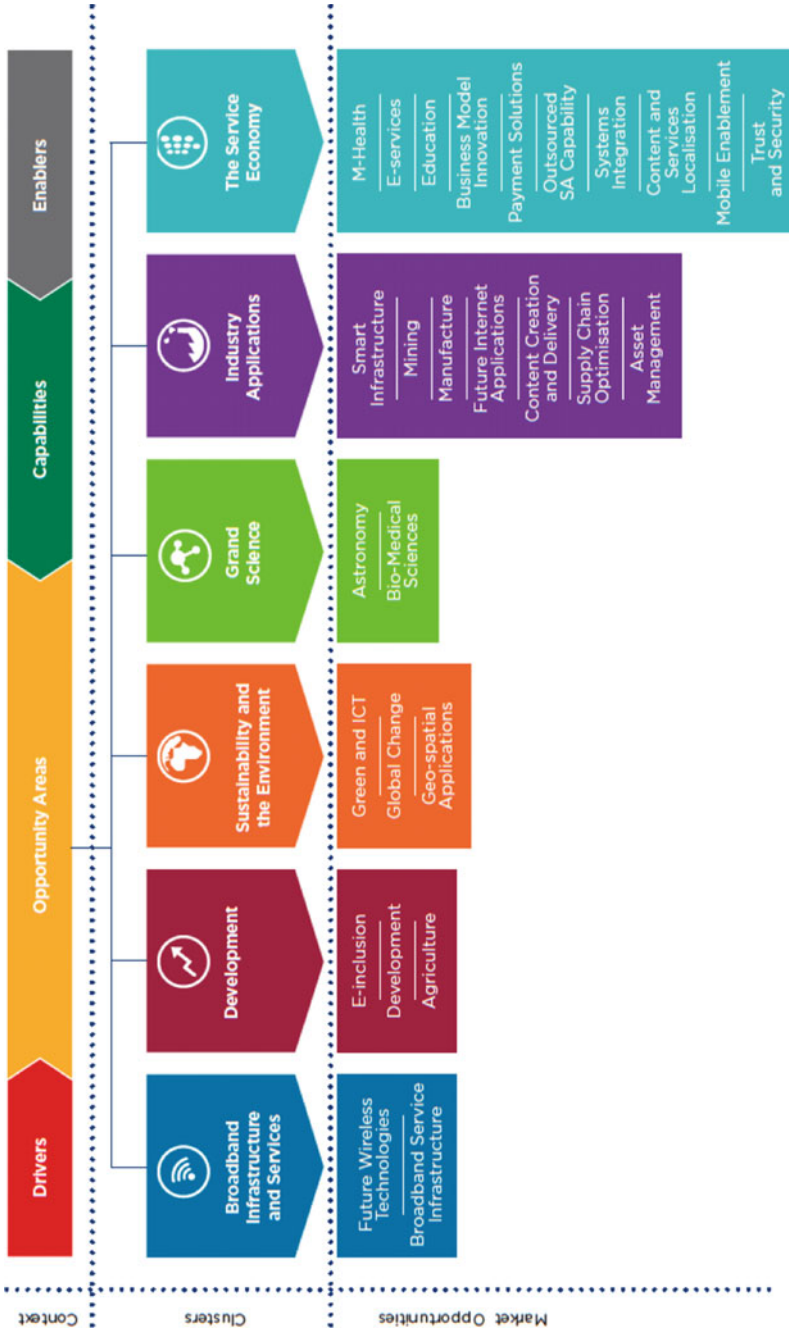 Context
Drivers
Opportunity Areas
Capabilities
Enablers
Clusters
Broadband
Infrastructure
and Services
Development
Sustainability and
the Environment
Grand
Science
Industry
Applications
The Service
Economy
Market Opportunities
Future Wireless
Technologies
Broadband Service
Infrastructure
E-inclusion
Development
Agriculture
Green and ICT
Global Change
Geo-spatial
Applications
Astronomy
Bio-Medical
Sciences
Smart
Infrastructure
Mining
Manufacture
Future Internet
Applications
Content Creation
and Delivery
Supply Chain
Optimisation
Asset
Management
M-Health
E-services
Education
Business Model
Innovation
Payment Solutions
Outsourced
SA Capability
Systems
Integration
Content and
Services
Localisation
Mobile Enablement
Trust
and Security